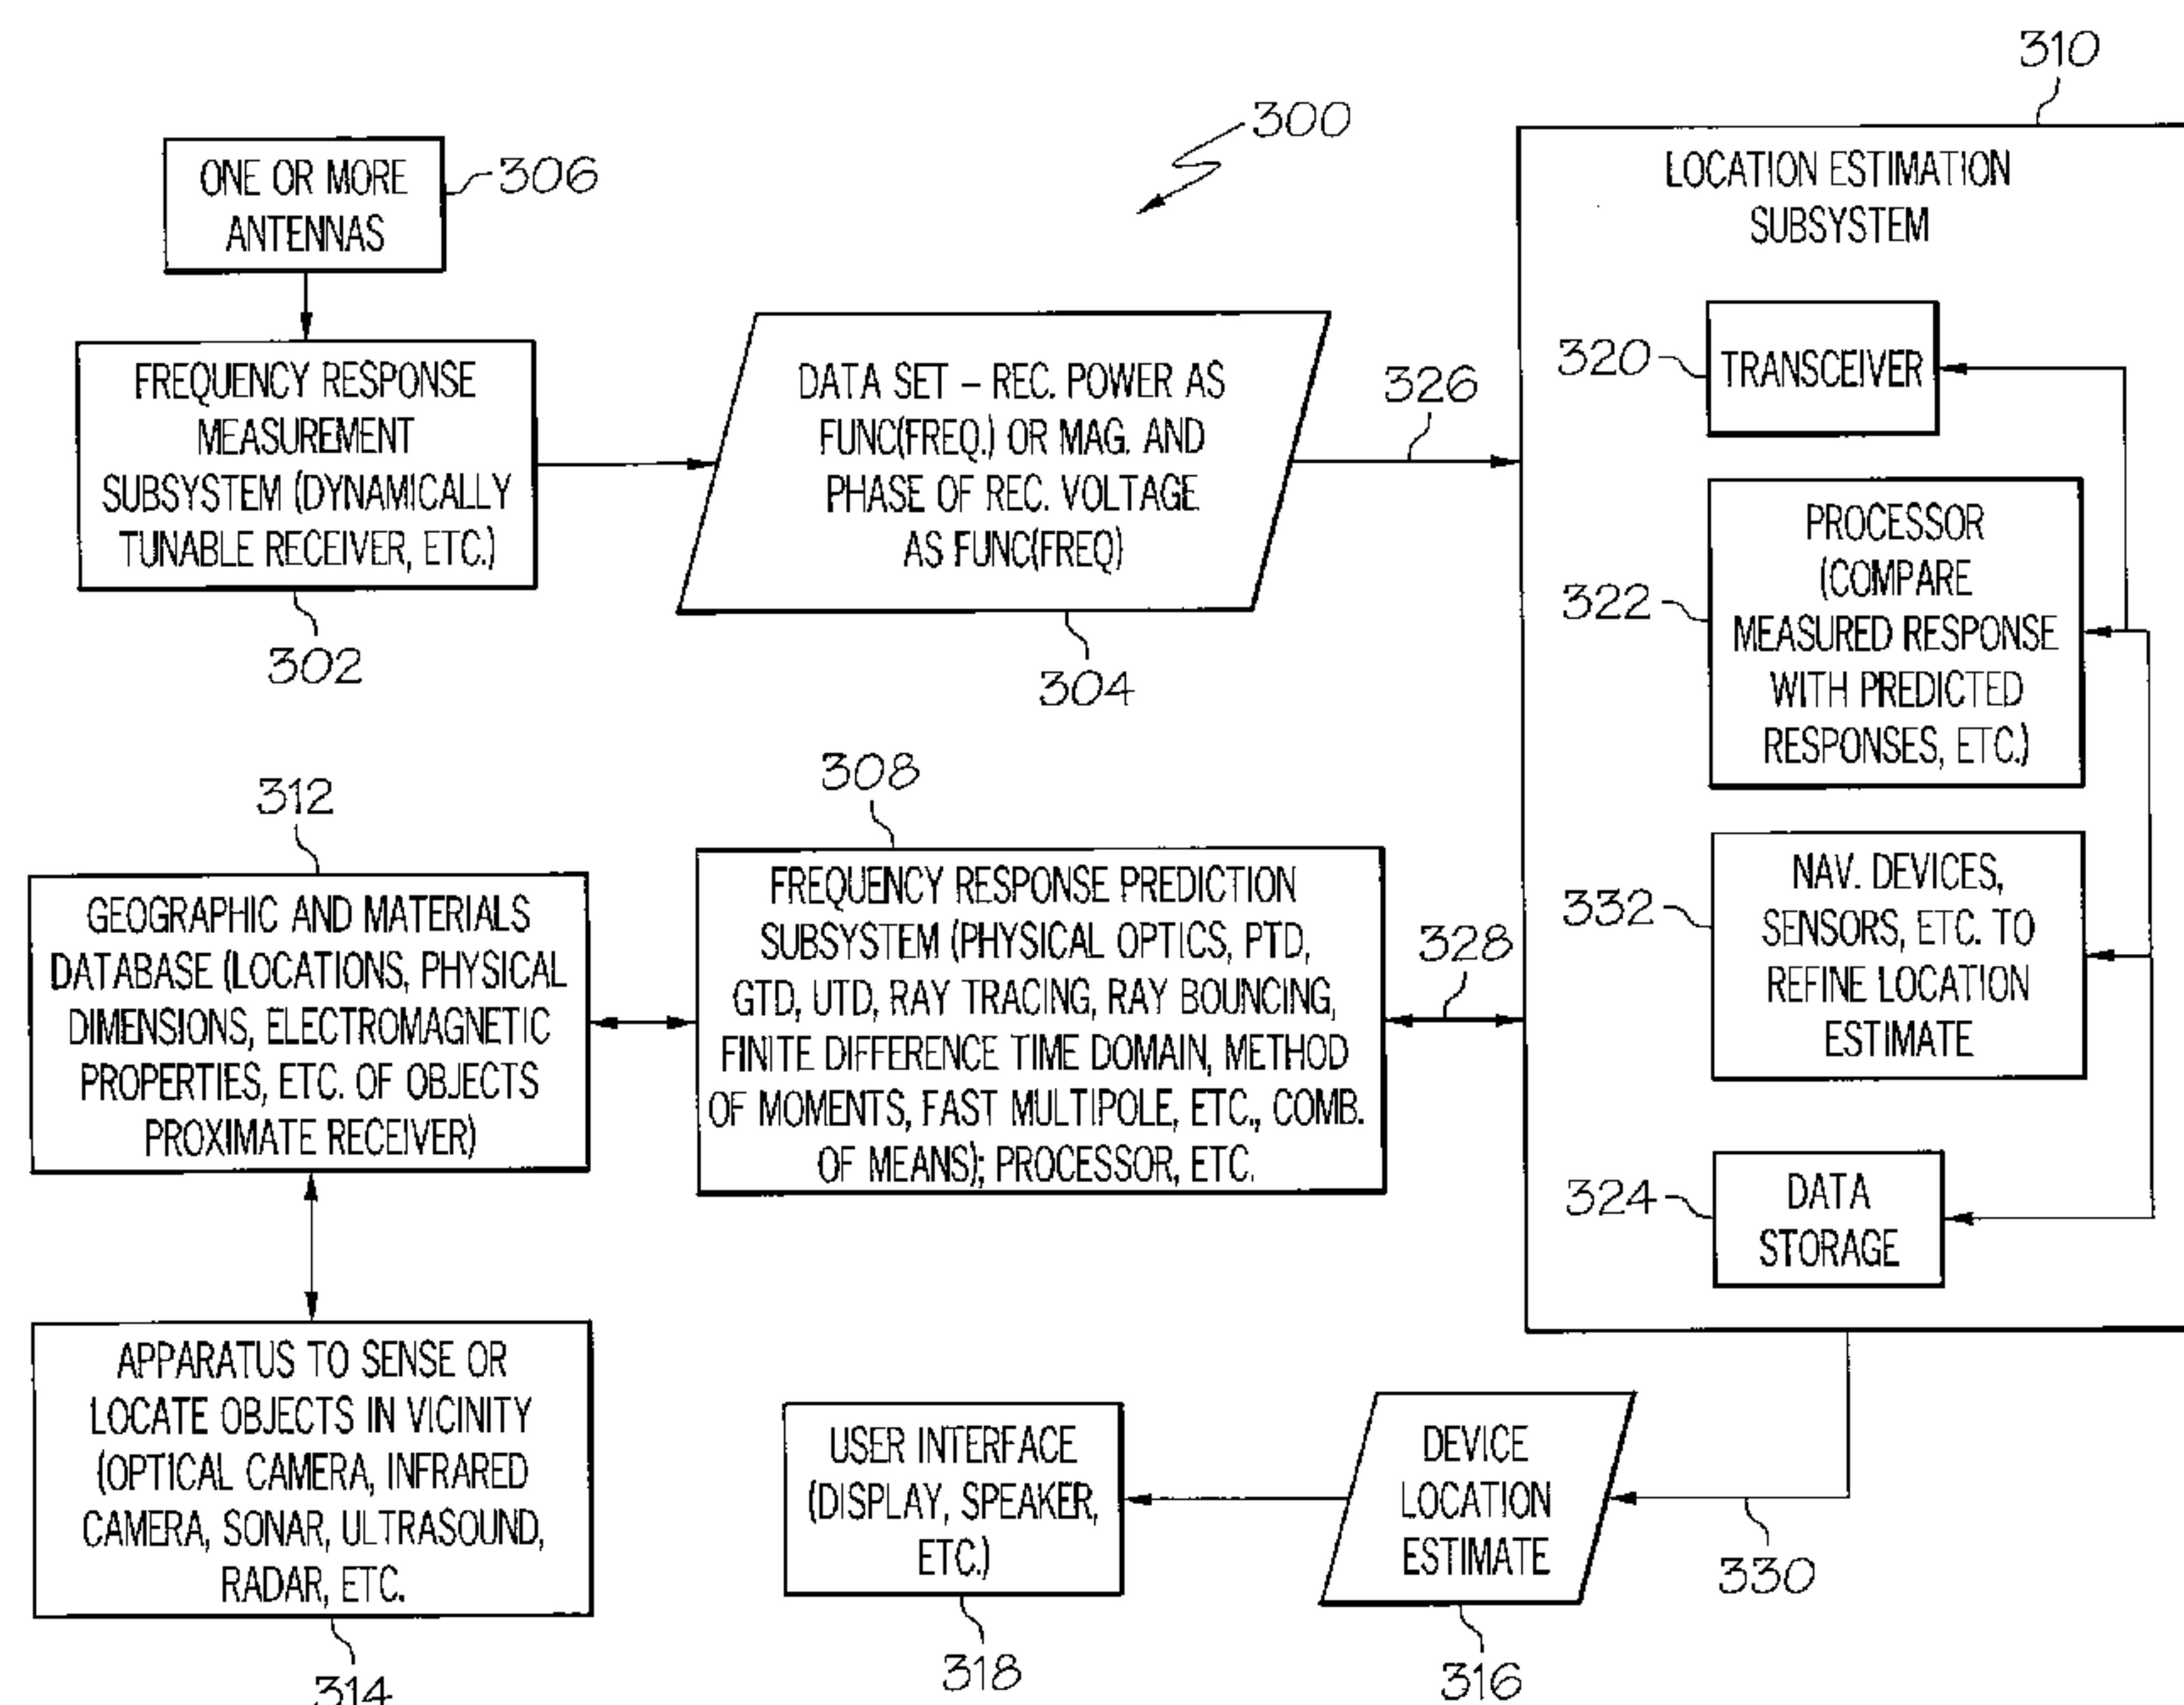 310
300
ONE OR MORE
ANTENNAS
306
LOCATION ESTIMATION
SUBSYSTEM
FREQUENCY RESPONSE
MEASUREMENT
SUBSYSTEM (DYNAMICALLY
TUNABLE RECEIVER, ETC.)
302
DATA SET – REC. POWER AS
FUNC(FREQ.) OR MAG. AND
PHASE OF REC. VOLTAGE
AS FUNC(FREQ)
304
326
320
TRANSCEIVER
322
PROCESSOR
(COMPARE
MEASURED RESPONSE
WITH PREDICTED
RESPONSES, ETC.)
312
GEOGRAPHIC AND MATERIALS
DATABASE (LOCATIONS, PHYSICAL
DIMENSIONS, ELECTROMAGNETIC
PROPERTIES, ETC. OF OBJECTS
PROXIMATE RECEIVER)
308
FREQUENCY RESPONSE PREDICTION
SUBSYSTEM (PHYSICAL OPTICS, PTD,
GTD, UTD, RAY TRACING, RAY BOUNCING,
FINITE DIFFERENCE TIME DOMAIN, METHOD
OF MOMENTS, FAST MULTIPOLE, ETC., COMB.
OF MEANS); PROCESSOR, ETC.
328
332
NAV. DEVICES,
SENSORS, ETC. TO
REFINE LOCATION
ESTIMATE
324
DATA
STORAGE
APPARATUS TO SENSE OR
LOCATE OBJECTS IN VICINITY
(OPTICAL CAMERA, INFRARED
CAMERA, SONAR, ULTRASOUND,
RADAR, ETC.
314
USER INTERFACE
(DISPLAY, SPEAKER,
ETC.)
318
DEVICE
LOCATION
ESTIMATE
316
330